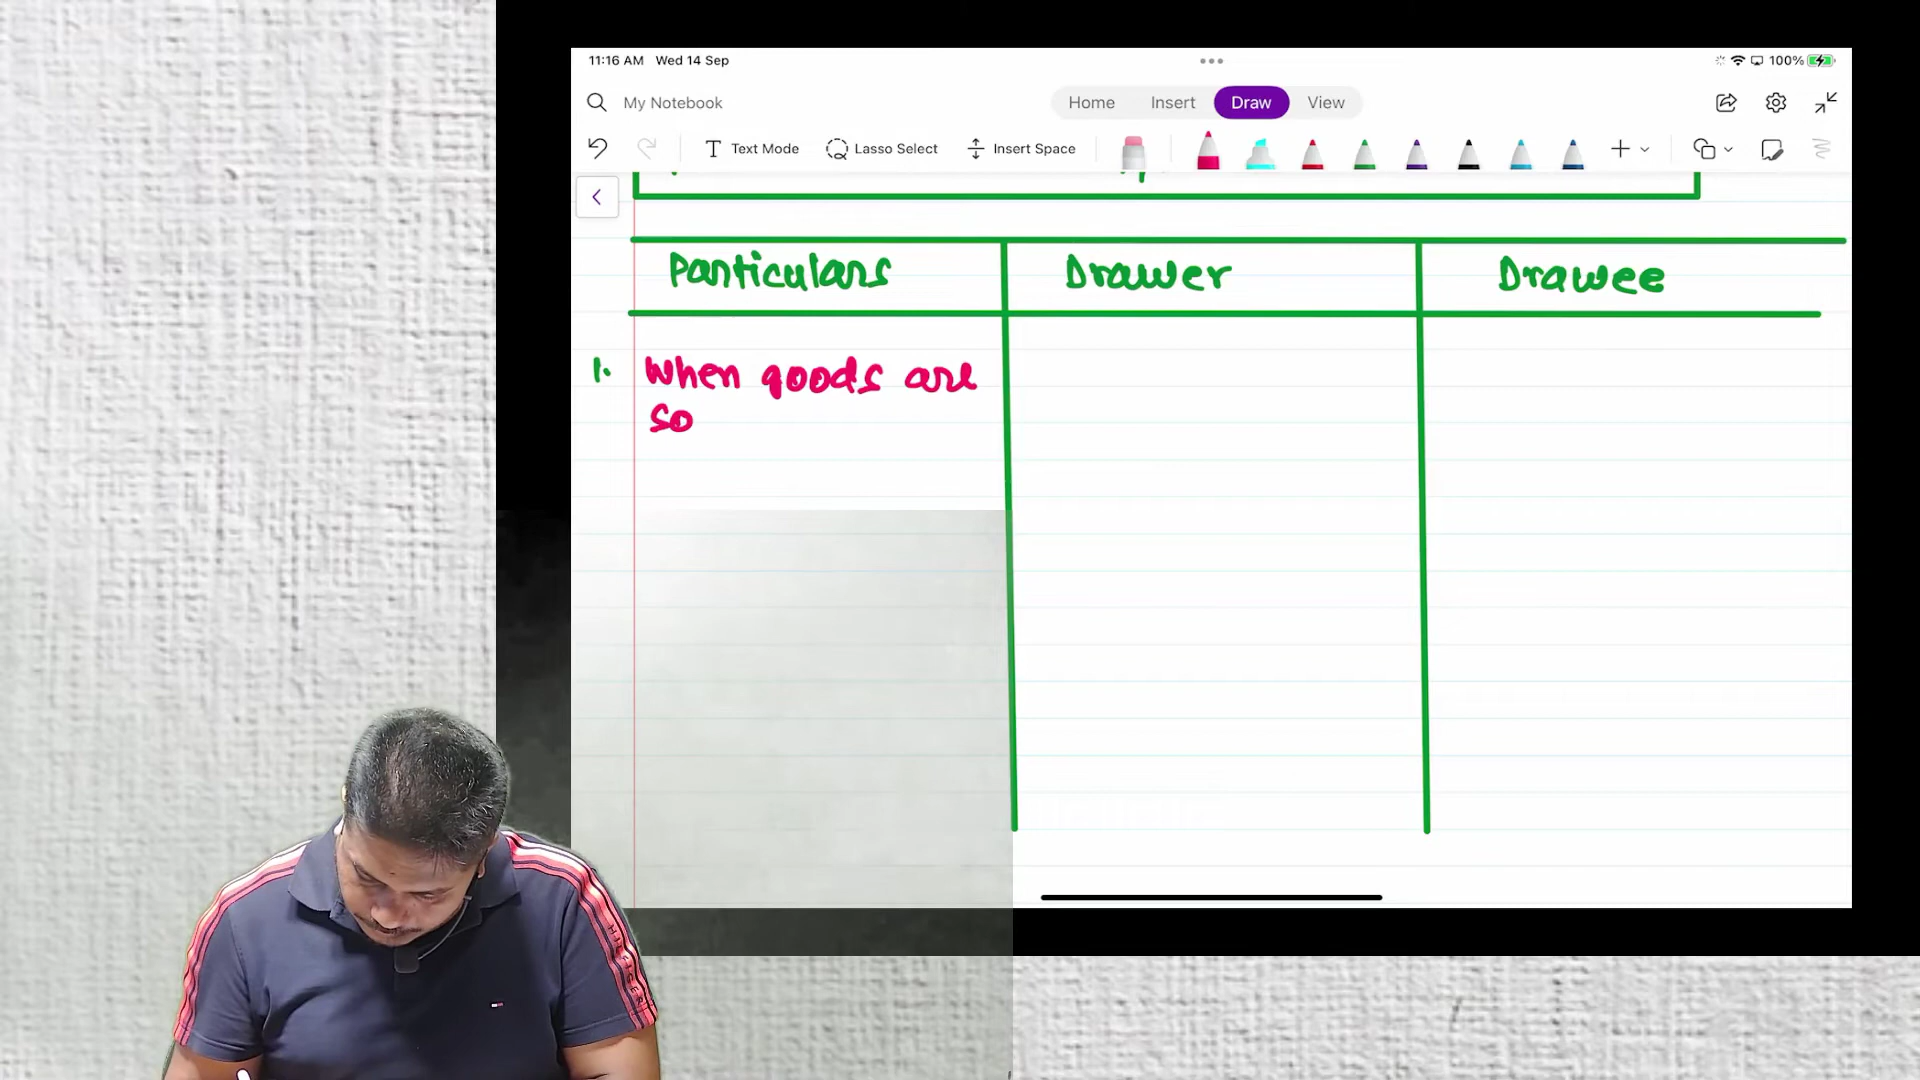 11:16 AM Wed 14 Sep
100%
My Notebook
Home Insert Draw View
Text Mode Lasso Select Insert Space
Particulars Drawer Drawee
1. When goods are
so